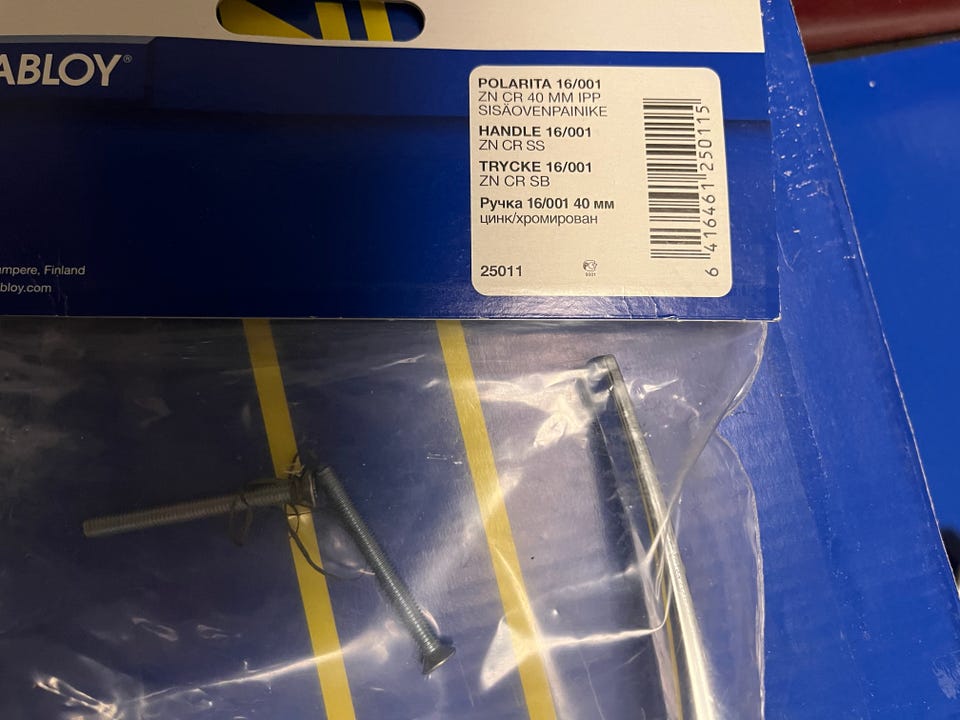 ABLOY®
POLARITA 16/001
ZN CR 40 MM IPP
SISÄOVENPAINIKE
HANDLE 16/001
ZN CR SS
TRYCKE 16/001
ZN CR SB
Ручка 16/001 40 мм
цинк/хромирован
25011
6 416461 250115
mpere, Finland
bloy.com